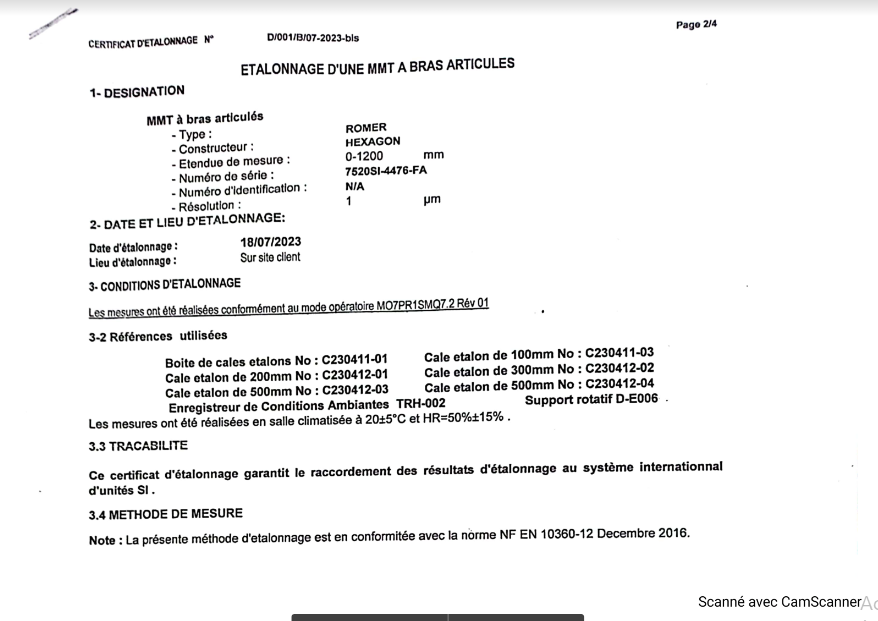 Page 2/4
CERTIFICAT D'ETALONNAGE N° D/001/B/07-2023-bis
ETALONNAGE D'UNE MMT A BRAS ARTICULES
1- DESIGNATION
MMT à bras articulés
- Type : ROMER
- Constructeur : HEXAGON
- Etendue de mesure : 0-1200 mm
- Numéro de série : 7520SI-4476-FA
- Numéro d'identification : N/A
- Résolution : 1 µm
2- DATE ET LIEU D'ETALONNAGE:
Date d'étalonnage : 18/07/2023
Lieu d'étalonnage : Sur site client
3- CONDITIONS D'ETALONNAGE
Les mesures ont été réalisées conformément au mode opératoire MO7PR1SMQ7.2 Rév 01
3-2 Références utilisées
Boite de cales etalons No : C230411-01 Cale etalon de 100mm No : C230411-03
Cale etalon de 200mm No : C230412-01 Cale etalon de 300mm No : C230412-02
Cale etalon de 500mm No : C230412-03 Cale etalon de 500mm No : C230412-04
Enregistreur de Conditions Ambiantes TRH-002 Support rotatif D-E006 .
Les mesures ont été réalisées en salle climatisée à 20±5°C et HR=50%±15% .
3.3 TRACABILITE
Ce certificat d'étalonnage garantit le raccordement des résultats d'étalonnage au système internationnal
d'unités SI .
3.4 METHODE DE MESURE
Note : La présente méthode d'etalonnage est en conformitée avec la norme NF EN 10360-12 Decembre 2016.
Scanné avec CamScanner